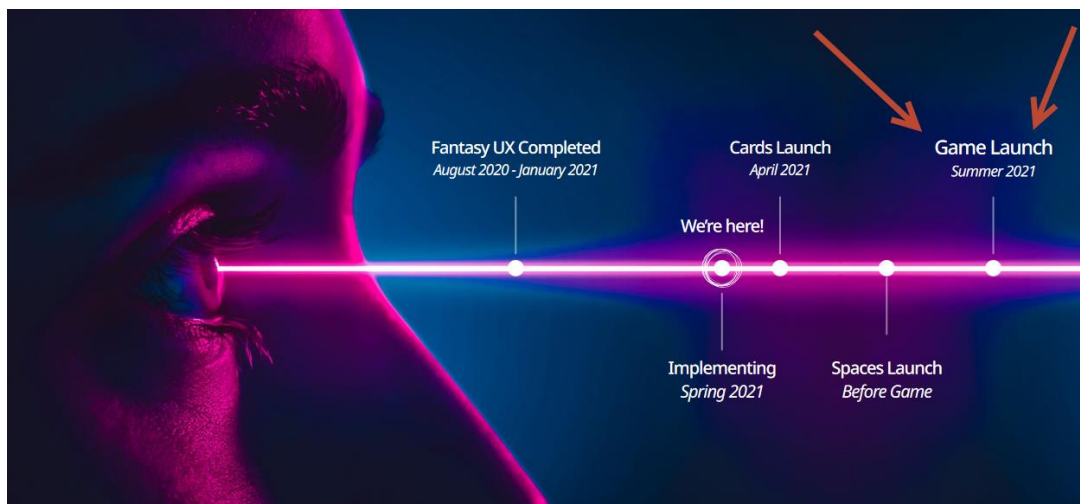 Fantasy UX Completed
August 2020 - January 2021
We're here!
Implementing
Spring 2021
Cards Launch
April 2021
Spaces Launch
Before Game
Game Launch
Summer 2021